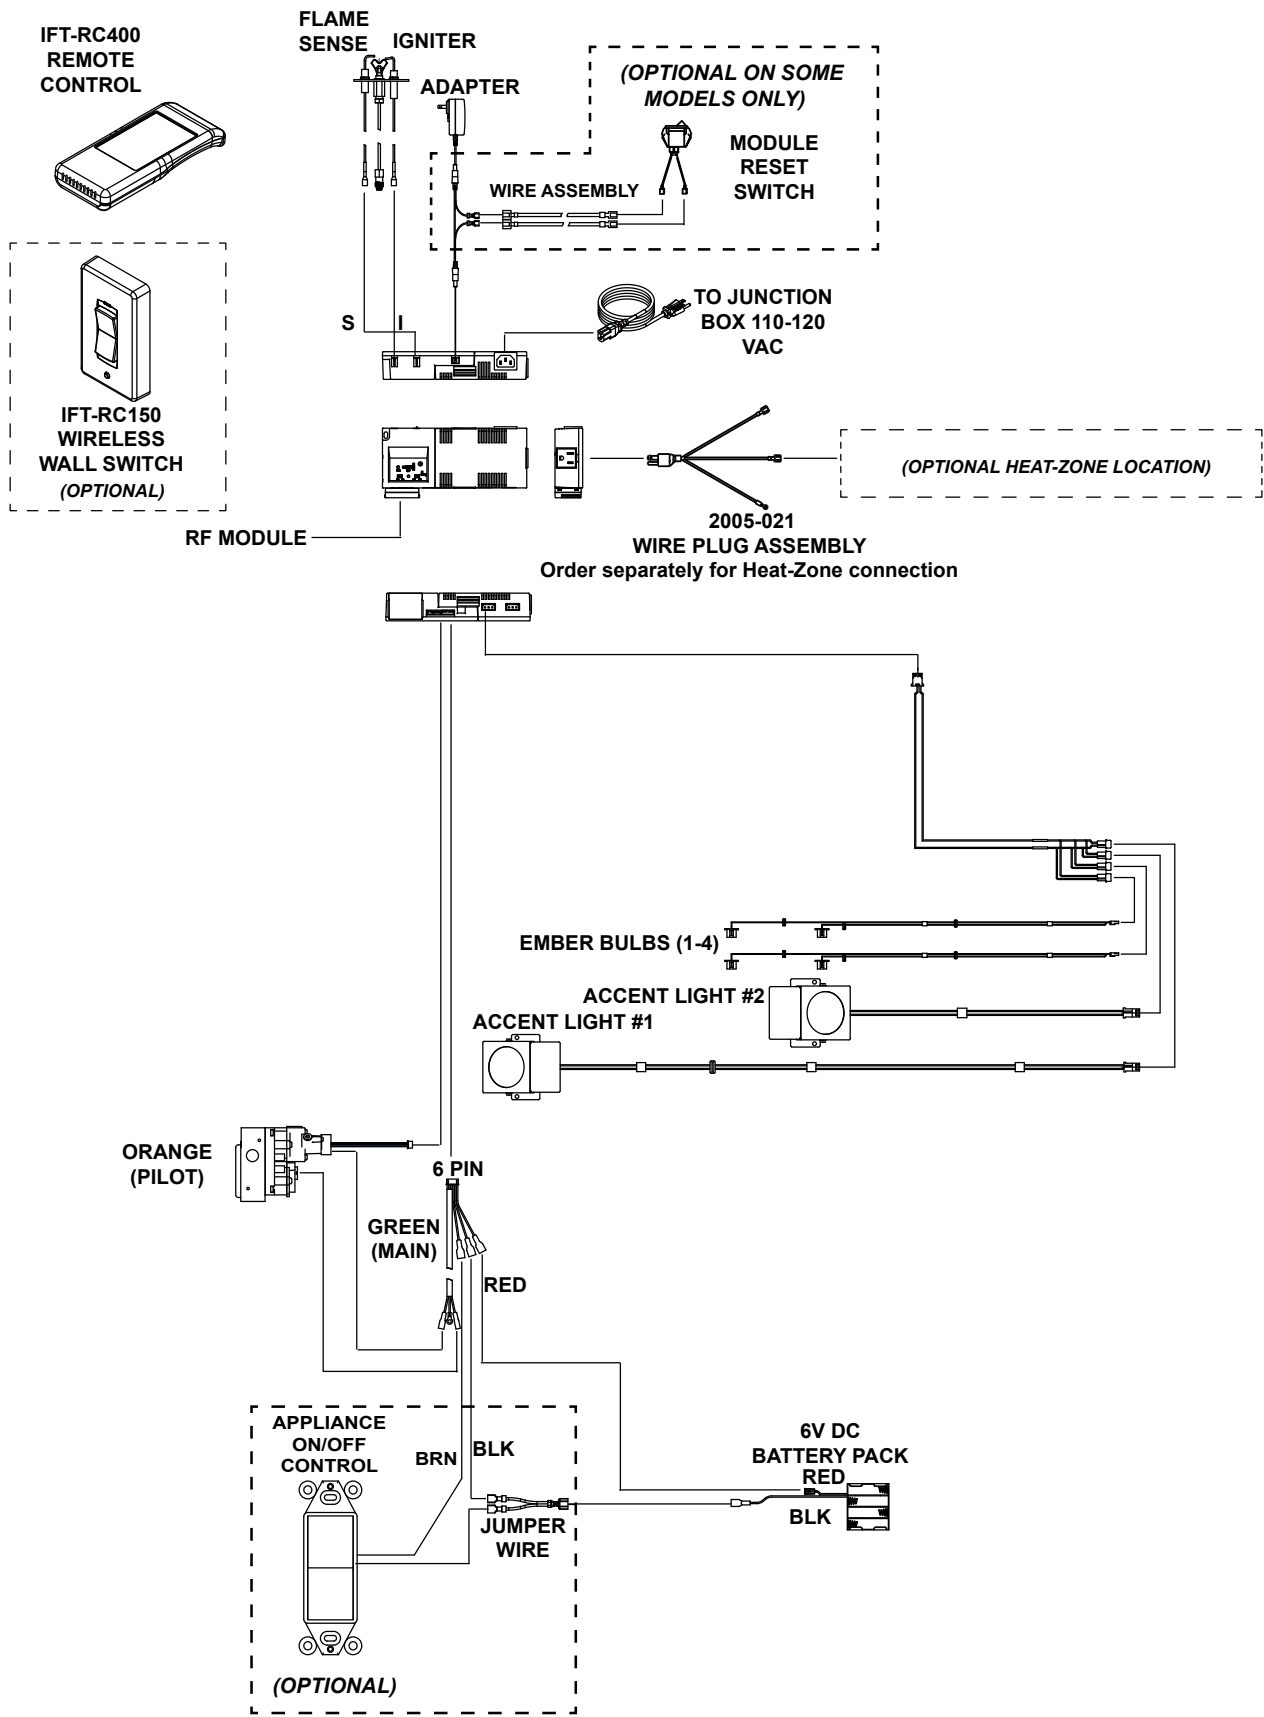 FLAME
SENSE
IGNITER
IFT-RC400
REMOTE
CONTROL
ADAPTER
(OPTIONAL ON SOME
MODELS ONLY)
MODULE
RESET
SWITCH
WIRE ASSEMBLY
S
I
TO JUNCTION
BOX 110-120
VAC
IFT-RC150
WIRELESS
WALL SWITCH
(OPTIONAL)
(OPTIONAL HEAT-ZONE LOCATION)
RF MODULE
2005-021
WIRE PLUG ASSEMBLY
Order separately for Heat-Zone connection
EMBER BULBS (1-4)
ACCENT LIGHT #2
ACCENT LIGHT #1
ORANGE
(PILOT)
6 PIN
GREEN
(MAIN)
RED
APPLIANCE
ON/OFF
CONTROL
BRN
BLK
6V DC
BATTERY PACK
RED
BLK
JUMPER
WIRE
(OPTIONAL)